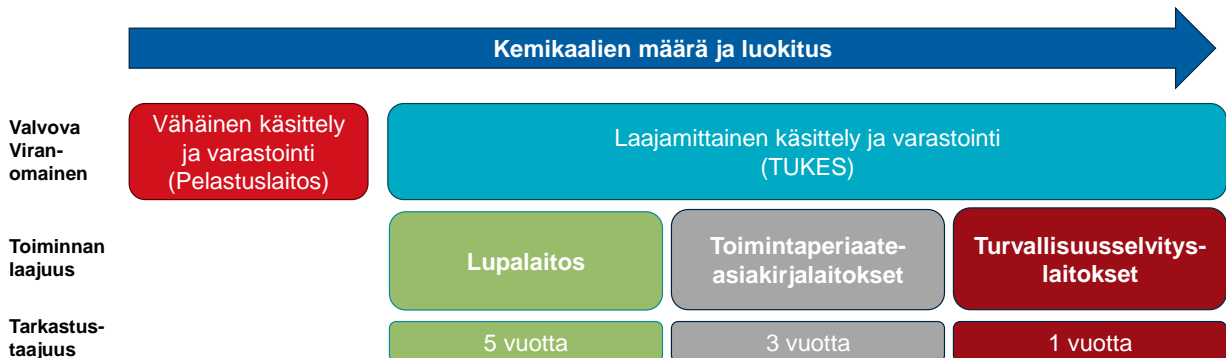 Kemikaalien määrä ja luokitus
Valvova
Viran-
omainen
Vähäinen käsittely
ja varastointi
(Pelastuslaitos)
Laajamittainen käsittely ja varastointi
(TUKES)
Toiminnan
laajuus
Lupalaitos
Toimintaperiaate-
asiakirjalaitokset
Turvallisuusselvitys-
laitokset
Tarkastus-
taajuus
5 vuotta
3 vuotta
1 vuotta